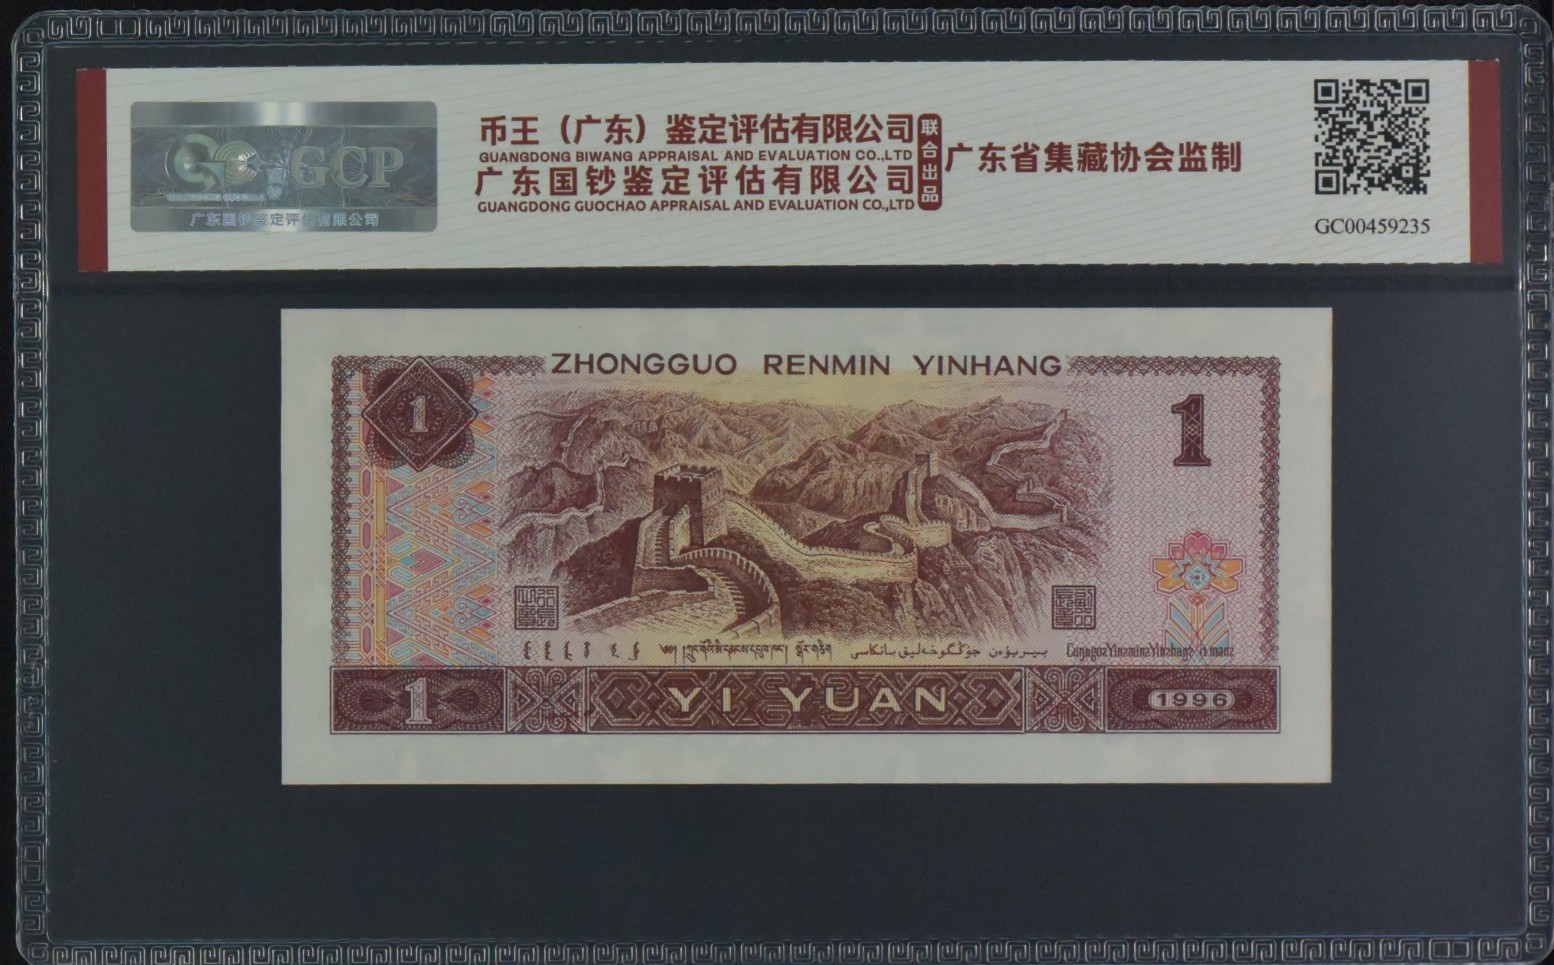 币王（广东）鉴定评估有限公司
GUANGDONG BIWANG APPRAISAL AND EVALUATION CO.,LTD
广东国钞鉴定评估有限公司
GUANGDONG GUOCHAO APPRAISAL AND EVALUATION CO.,LTD
联合出品
广东省集藏协会监制
GC00459235
GCP
广东国钞鉴定评估有限公司
ZHONGGUO RENMIN YINHANG
1
1
1
YI YUAN
1996